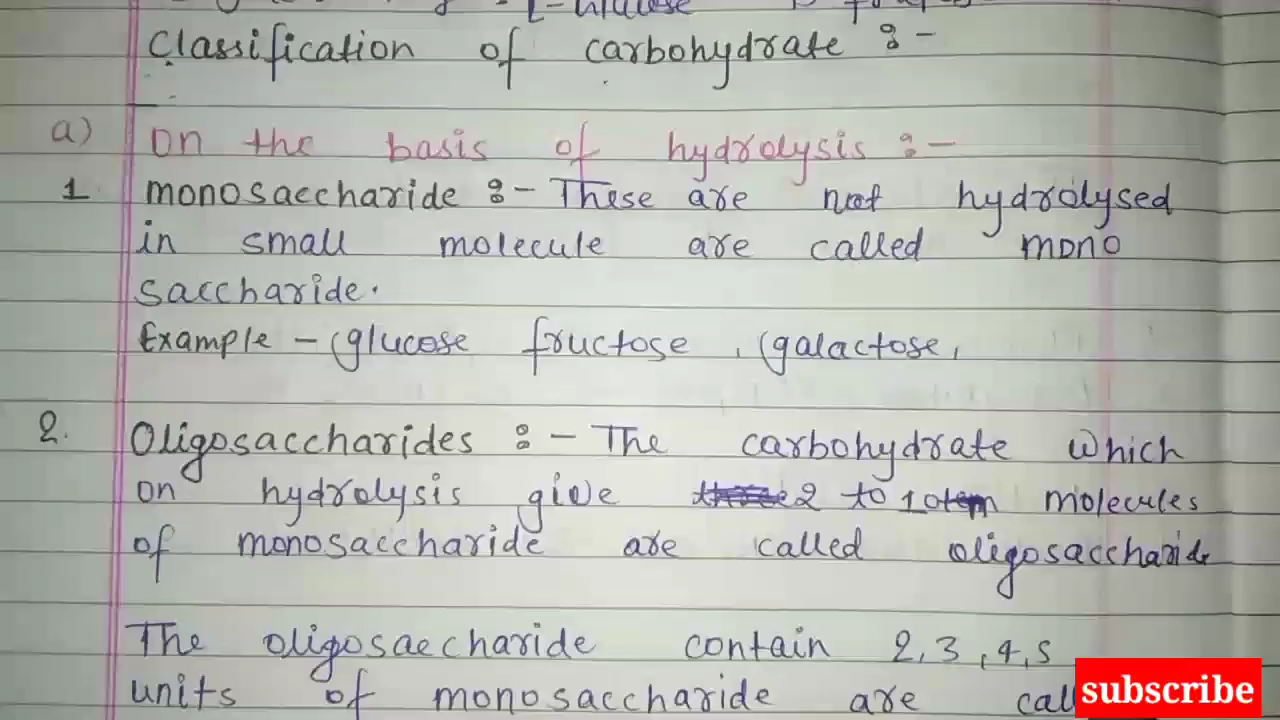 Classification of carbohydrate :-
a) On the basis of hydrolysis :-
1 monosaccharide :- These are not hydrolysed
in small molecule are called mono
saccharide.
Example - Glucose fructose , Galactose,
2. Oligosaccharides :- The carbohydrate which
on hydrolysis give 2 to 10 molecules
of monosaccharide are called oligosaccharide
The oligosaccharide contain 2,3,4,5
units of monosaccharide are
subscribe